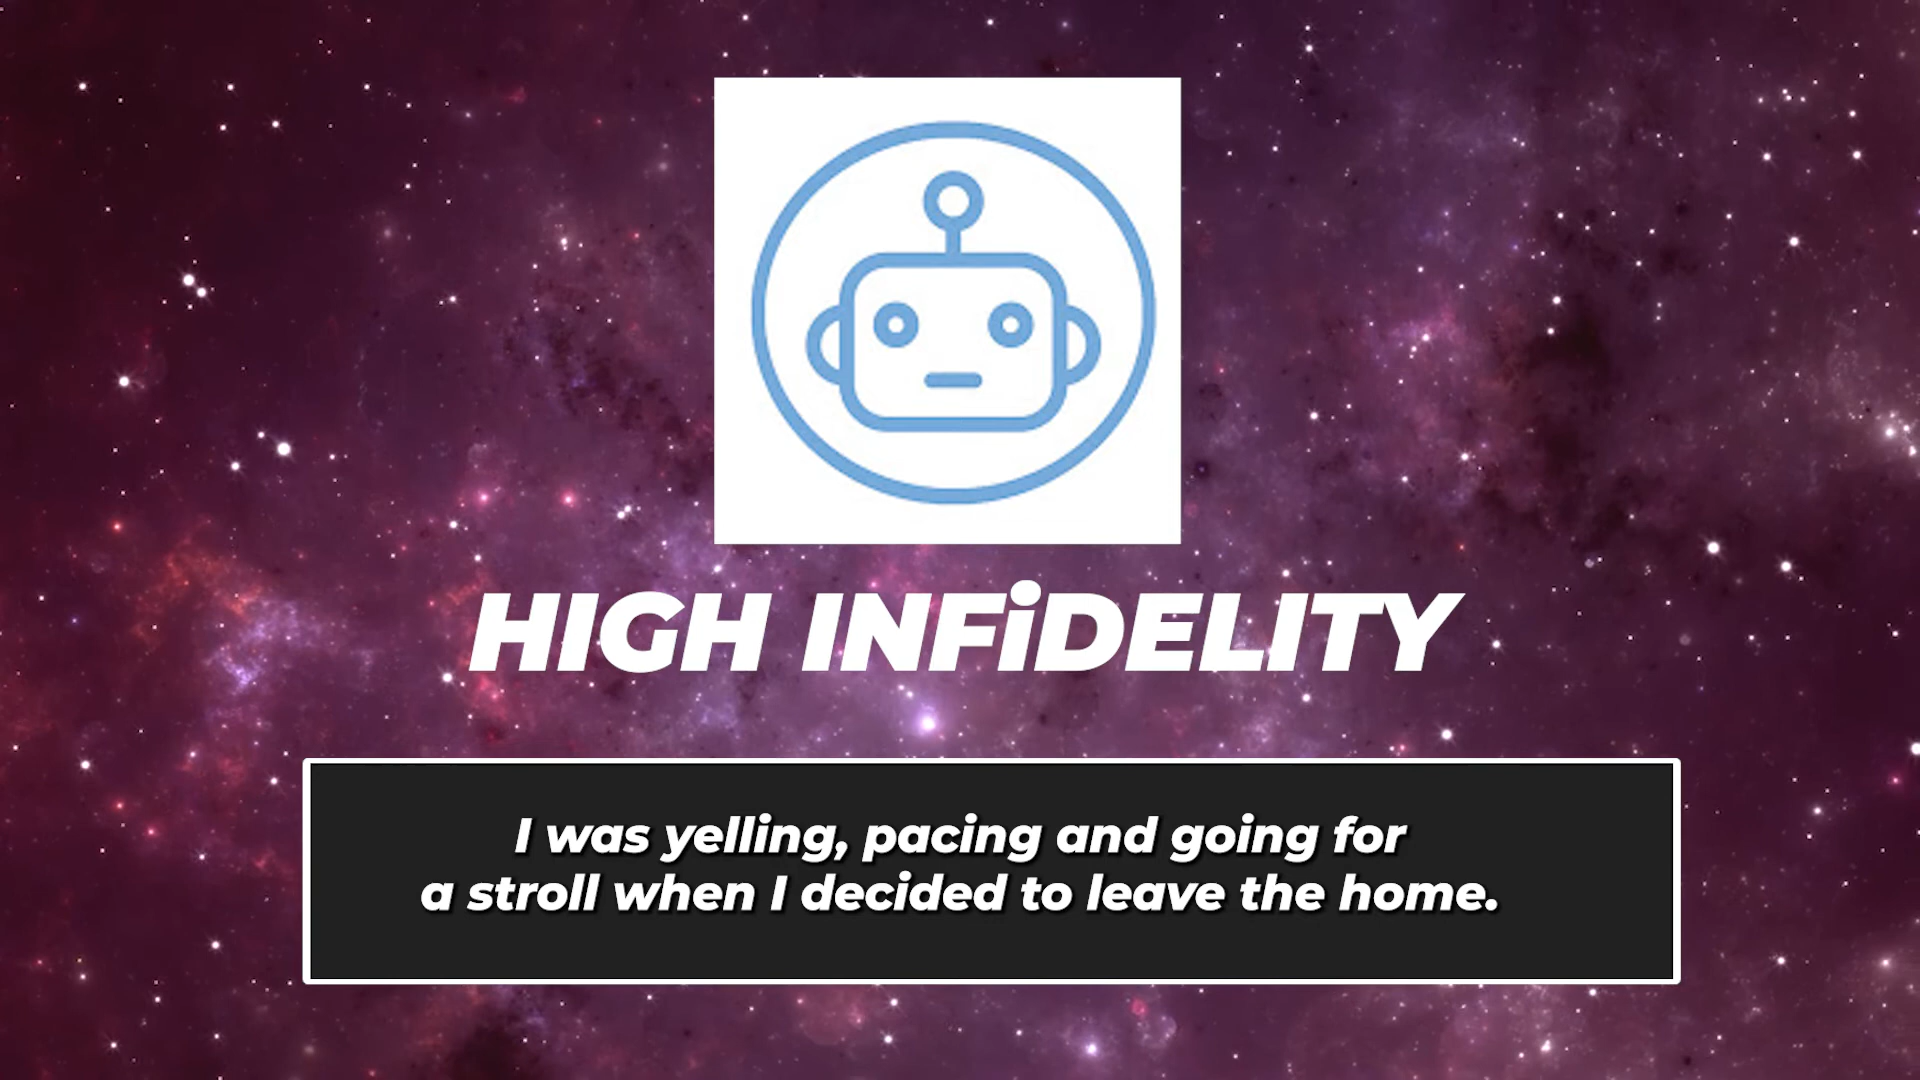 HIGH INFiDELITY
I was yelling, pacing and going for
a stroll when I decided to leave the home.